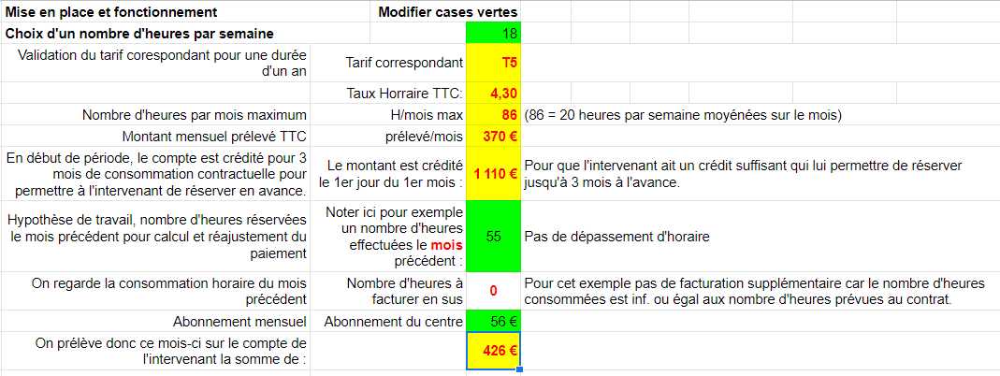 Mise en place et fonctionnement
Modifier cases vertes
Choix d'un nombre d'heures par semaine
18
Validation du tarif corespondant pour une durée
d'un an
Tarif correspondant
T5
Taux Horraire TTC:
4,30
Nombre d'heures par mois maximum
H/mois max
86
(86 = 20 heures par semaine moyénées sur le mois)
Montant mensuel prélevé TTC
prélevé/mois
370 €
En début de période, le compte est crédité pour 3
mois de consommation contractuelle pour
permettre à l'intervenant de réserver en avance.
Le montant est crédité
le 1er jour du 1er mois :
1 110 €
Pour que l'intervenant ait un crédit suffisant qui lui permettre de réserver
jusqu'à 3 mois à l'avance.
Hypothèse de travail, nombre d'heures réservées
le mois précédent pour calcul et réajustement du
paiement
Noter ici pour exemple
un nombre d'heures
effectuées le mois
précédent :
55
Pas de dépassement d'horaire
On regarde la consommation horaire du mois
précédent
Nombre d'heures à
facturer en sus
0
Pour cet exemple pas de facturation supplémentaire car le nombre d'heures
consommées est inf. ou égal aux nombre d'heures prévues au contrat.
Abonnement mensuel
Abonnement du centre
56 €
On prélève donc ce mois-ci sur le compte de
l'intervenant la somme de :
426 €